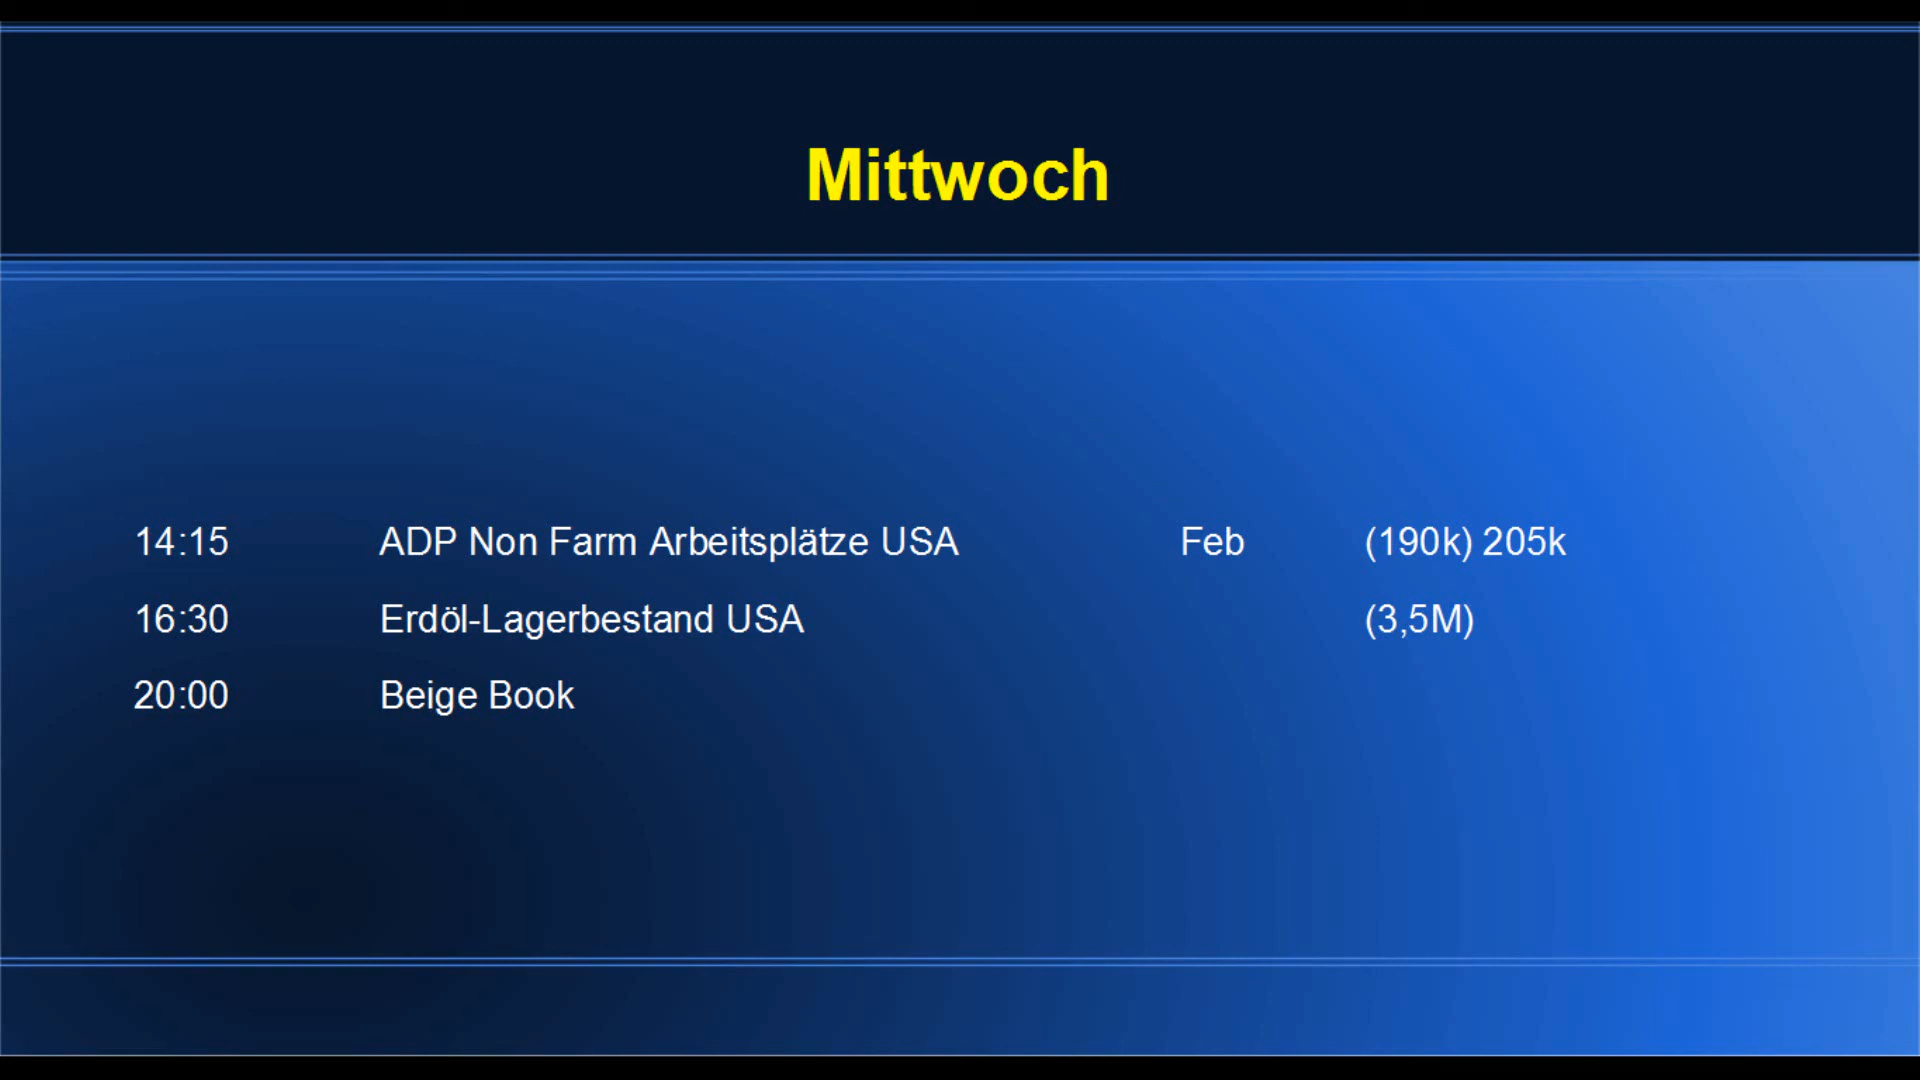 Mittwoch
14:15 ADP Non Farm Arbeitsplätze USA Feb (190k) 205k
16:30 Erdöl-Lagerbestand USA (3,5M)
20:00 Beige Book